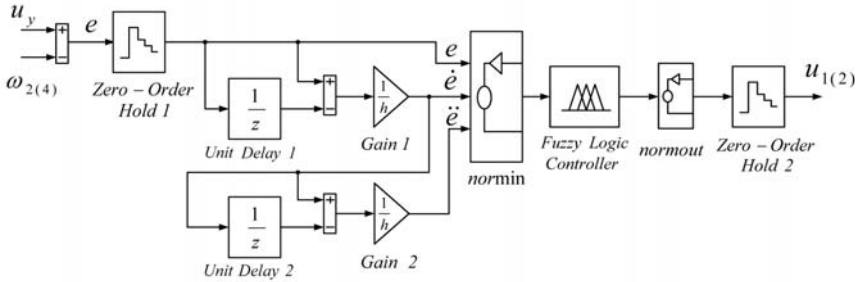 u_y
+
−
e
ω_2(4)
Zero – Order
Hold 1
1
z
Unit Delay 1
+
−
1
h
Gain 1
e
ė
ë
normin
Fuzzy Logic
Controller
normout
Zero – Order
Hold 2
u_1(2)
1
z
Unit Delay 2
+
−
1
h
Gain 2